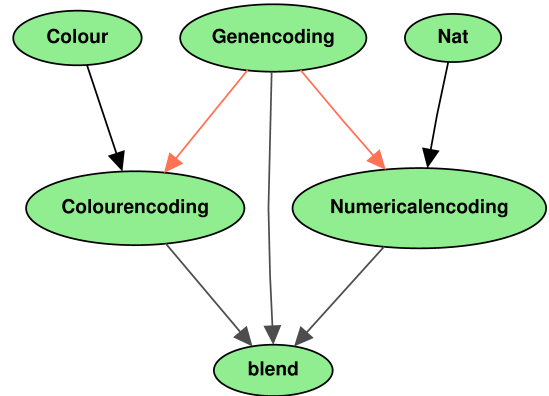 Colour
Genencoding
Nat
Colourencoding
Numericalencoding
blend